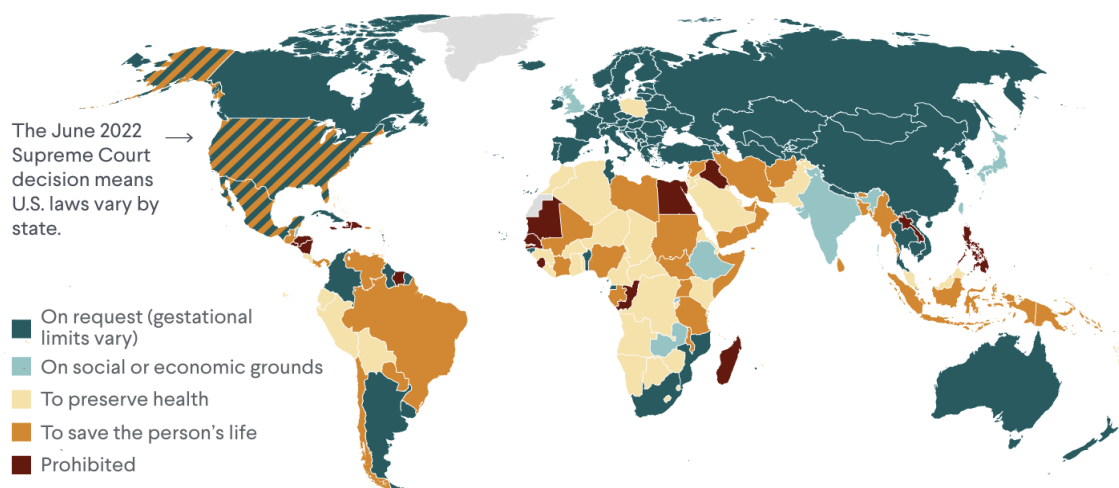 The June 2022
Supreme Court
decision means
U.S. laws vary by
state.
On request (gestational
limits vary)
On social or economic grounds
To preserve health
To save the person’s life
Prohibited